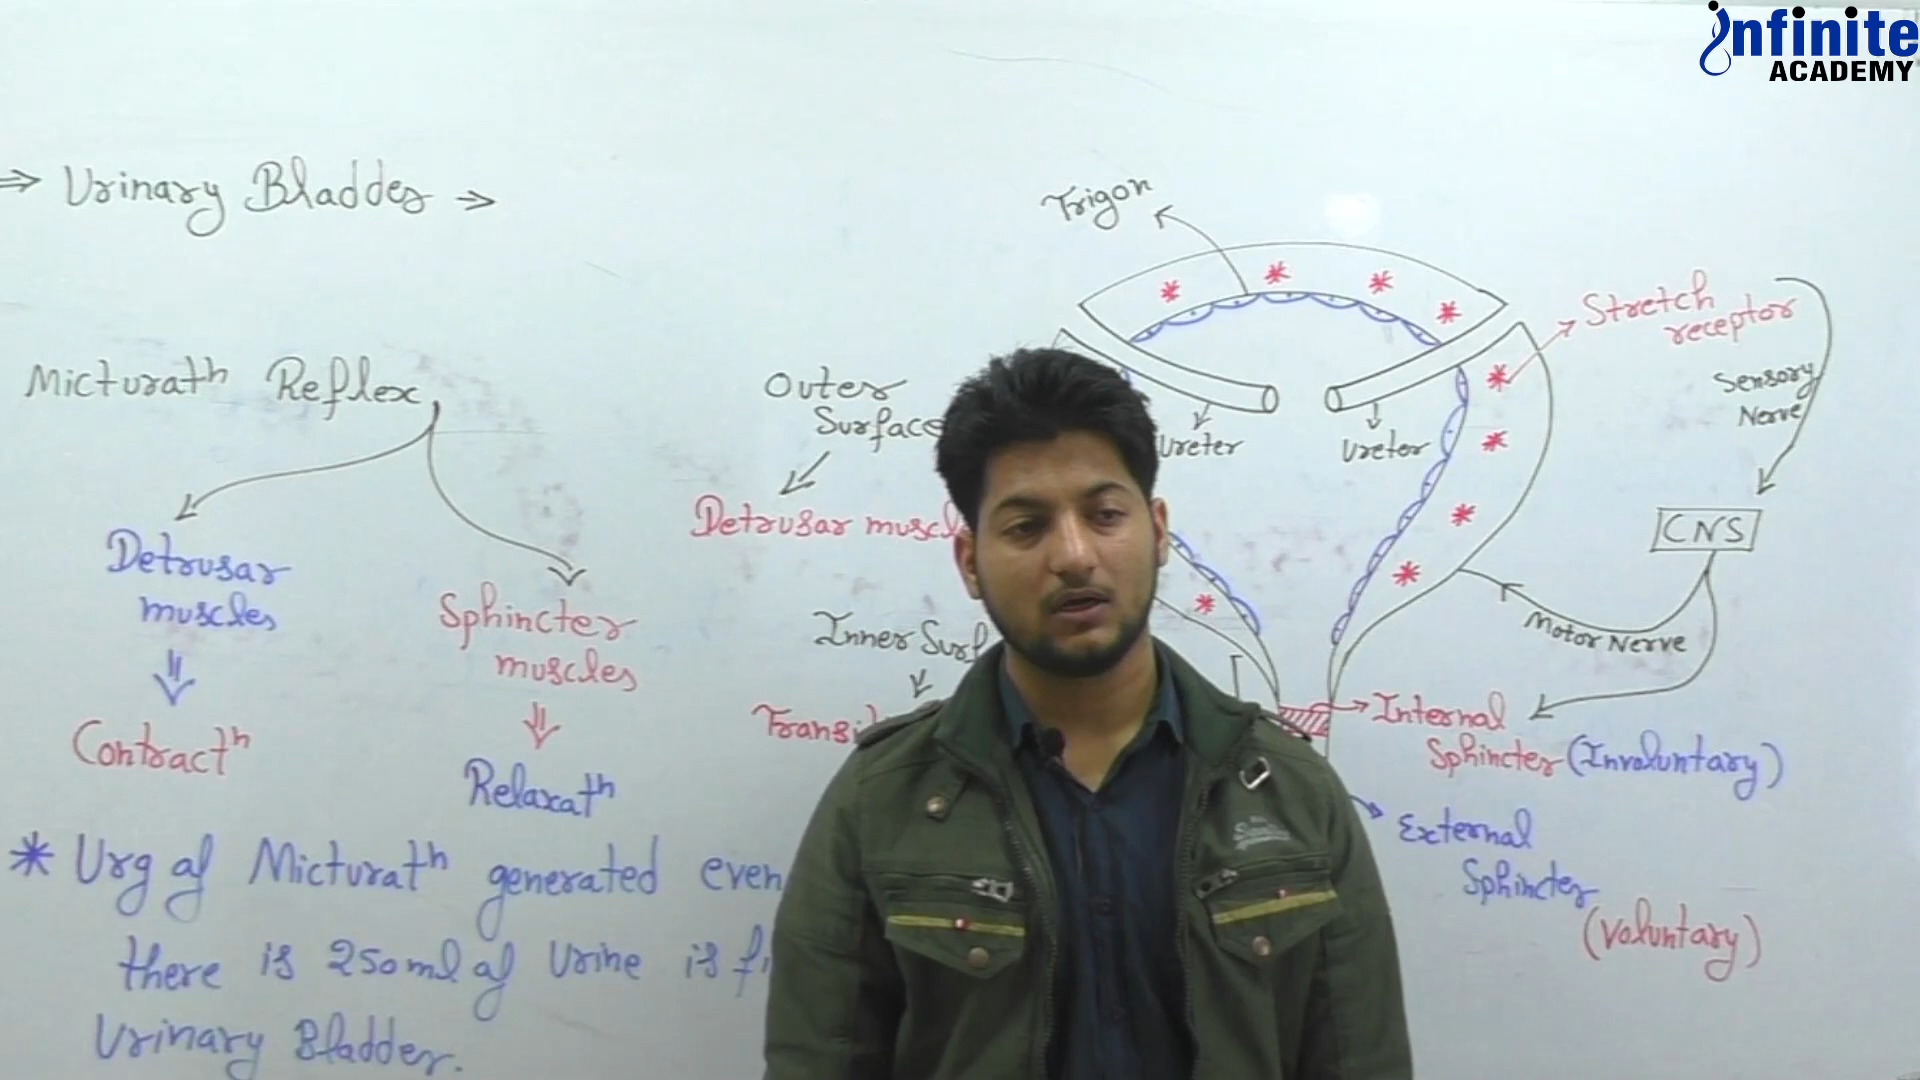 infinite
ACADEMY
⇒ Urinary Bladder →
Micturatⁿ Reflex
Detrusar
muscles
Contractⁿ
Sphincter
muscles
Relaxatⁿ
* Urg of Micturatⁿ generated even
there is 250ml of Urine is
Urinary Bladder.
Outer
Surface
Detrusar
Inner
Trigon
Ureter
Ureter
Stretch
receptor
Sensory
Nerve
CNS
Motor Nerve
Internal
Sphincter (Involuntary)
External
Sphincter
(Voluntary)